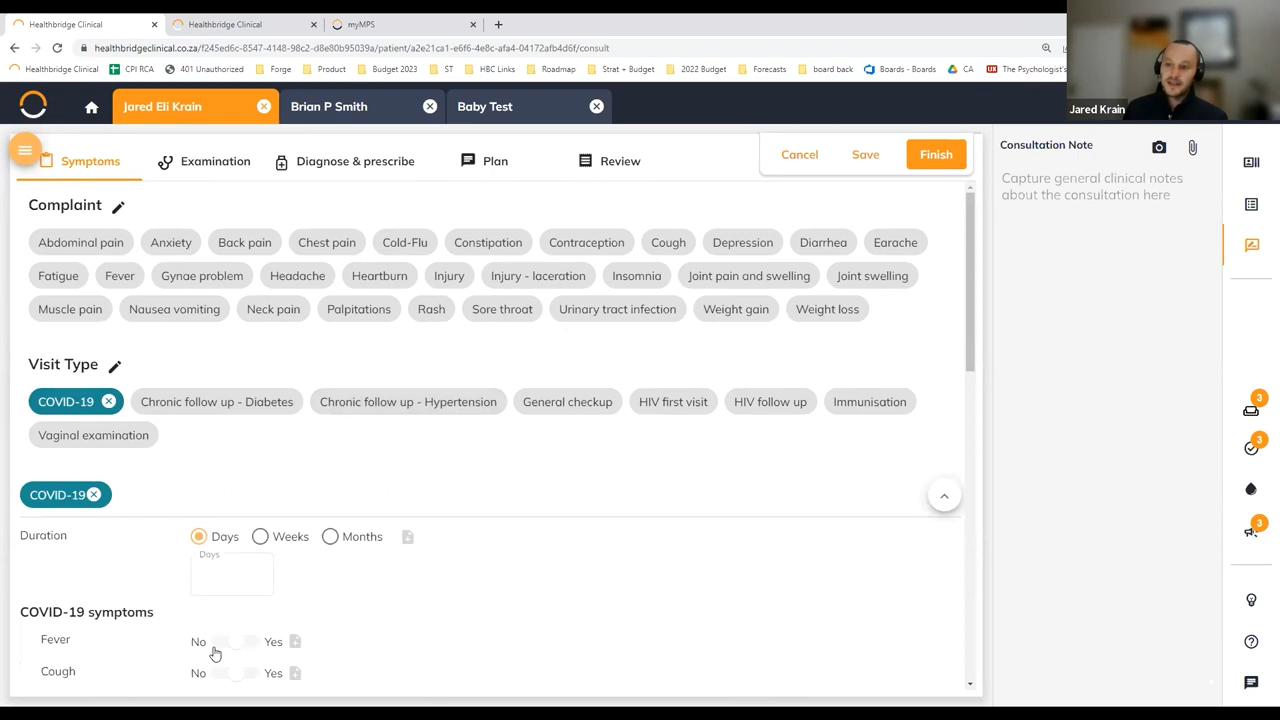 Healthbridge Clinical
Healthbridge Clinical
myMPS
healthbridgeclinical.co.za/f245ed6c-8547-4148-98c2-d8e80b95039a/patient/a2e21ca1-e6f6-4e8c-afa4-04172afb4d6f/consult
Healthbridge Clinical CPI RCA 401 Unauthorized Forge Product Budget 2023 ST HBC Links Roadmap Strat + Budget 2022 Budget Forecasts board back Boards - Boards CA UX The Psychologist's
Jared Eli Krain Brian P Smith Baby Test
Jared Krain
Symptoms Examination Diagnose & prescribe Plan Review Cancel Save Finish
Consultation Note
Capture general clinical notes
about the consultation here
Complaint
Abdominal pain Anxiety Back pain Chest pain Cold-Flu Constipation Contraception Cough Depression Diarrhea Earache
Fatigue Fever Gynae problem Headache Heartburn Injury Injury - laceration Insomnia Joint pain and swelling Joint swelling
Muscle pain Nausea vomiting Neck pain Palpitations Rash Sore throat Urinary tract infection Weight gain Weight loss
Visit Type
COVID-19 Chronic follow up - Diabetes Chronic follow up - Hypertension General checkup HIV first visit HIV follow up Immunisation
Vaginal examination
3
3
3
COVID-19
Duration Days Weeks Months
Days
COVID-19 symptoms
Fever No Yes
Cough No Yes